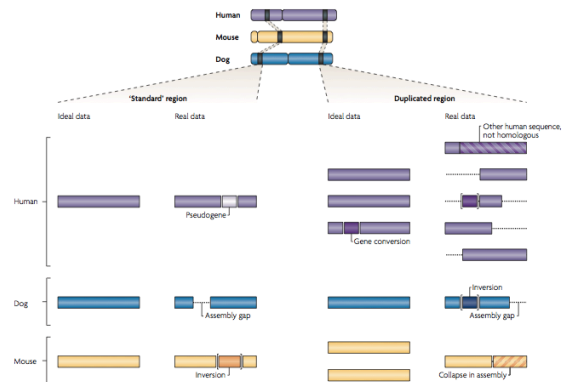 Human
Mouse
Dog
'Standard' region
Duplicated region
Ideal data
Real data
Ideal data
Real data
Other human sequence,
not homologous
Human
Pseudogene
Gene conversion
Inversion
Dog
Assembly gap
Assembly gap
Mouse
Inversion
Collapse in assembly